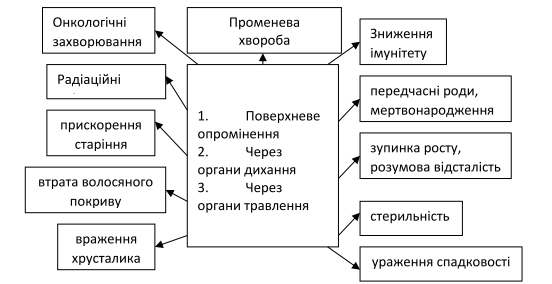 Онкологічні
захворювання
Променева
хвороба
Зниження
імунітету
Радіаційні
передчасні роди,
мертвонародження
прискорення
старіння
1. Поверхневе
опромінення
2. Через
органи дихання
3. Через
органи травлення
зупинка росту,
розумова відсталість
втрата волосяного
покриву
стерильність
враження
хрусталика
ураження спадковості